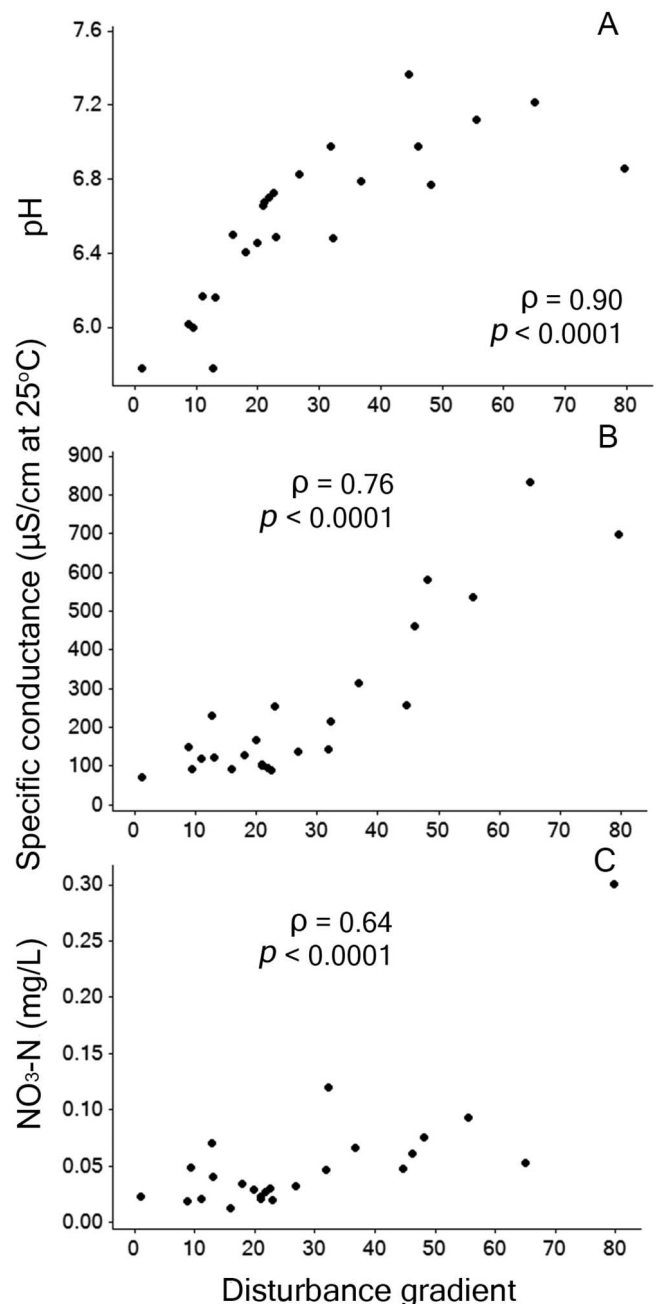 A
7.6
7.2
6.8
6.4
6.0
pH
ρ = 0.90
p < 0.0001
0 10 20 30 40 50 60 70 80
B
900
800
700
600
500
400
300
200
100
0
Specific conductance (µS/cm at 25°C)
ρ = 0.76
p < 0.0001
0 10 20 30 40 50 60 70 80
C
0.30
0.25
0.20
0.15
0.10
0.05
0.00
NO₃-N (mg/L)
ρ = 0.64
p < 0.0001
0 10 20 30 40 50 60 70 80
Disturbance gradient